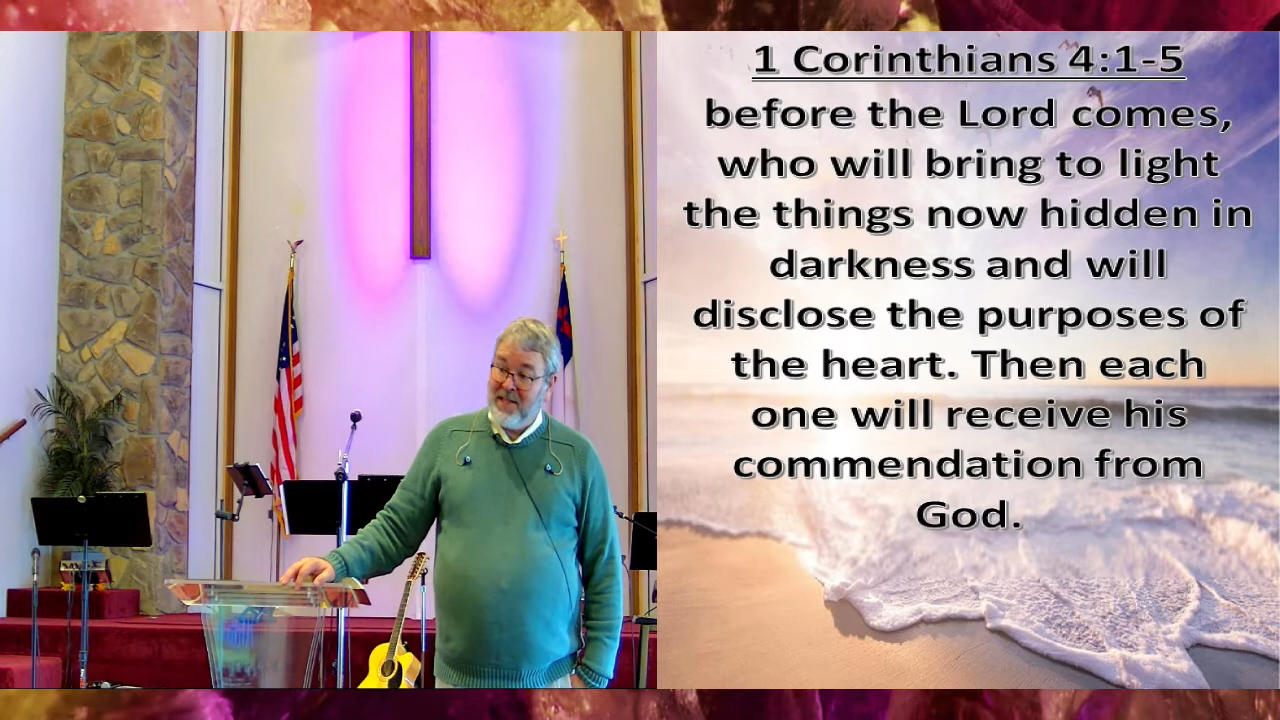 1 Corinthians 4:1-5
before the Lord comes,
who will bring to light
the things now hidden in
darkness and will
disclose the purposes of
the heart. Then each
one will receive his
commendation from
God.